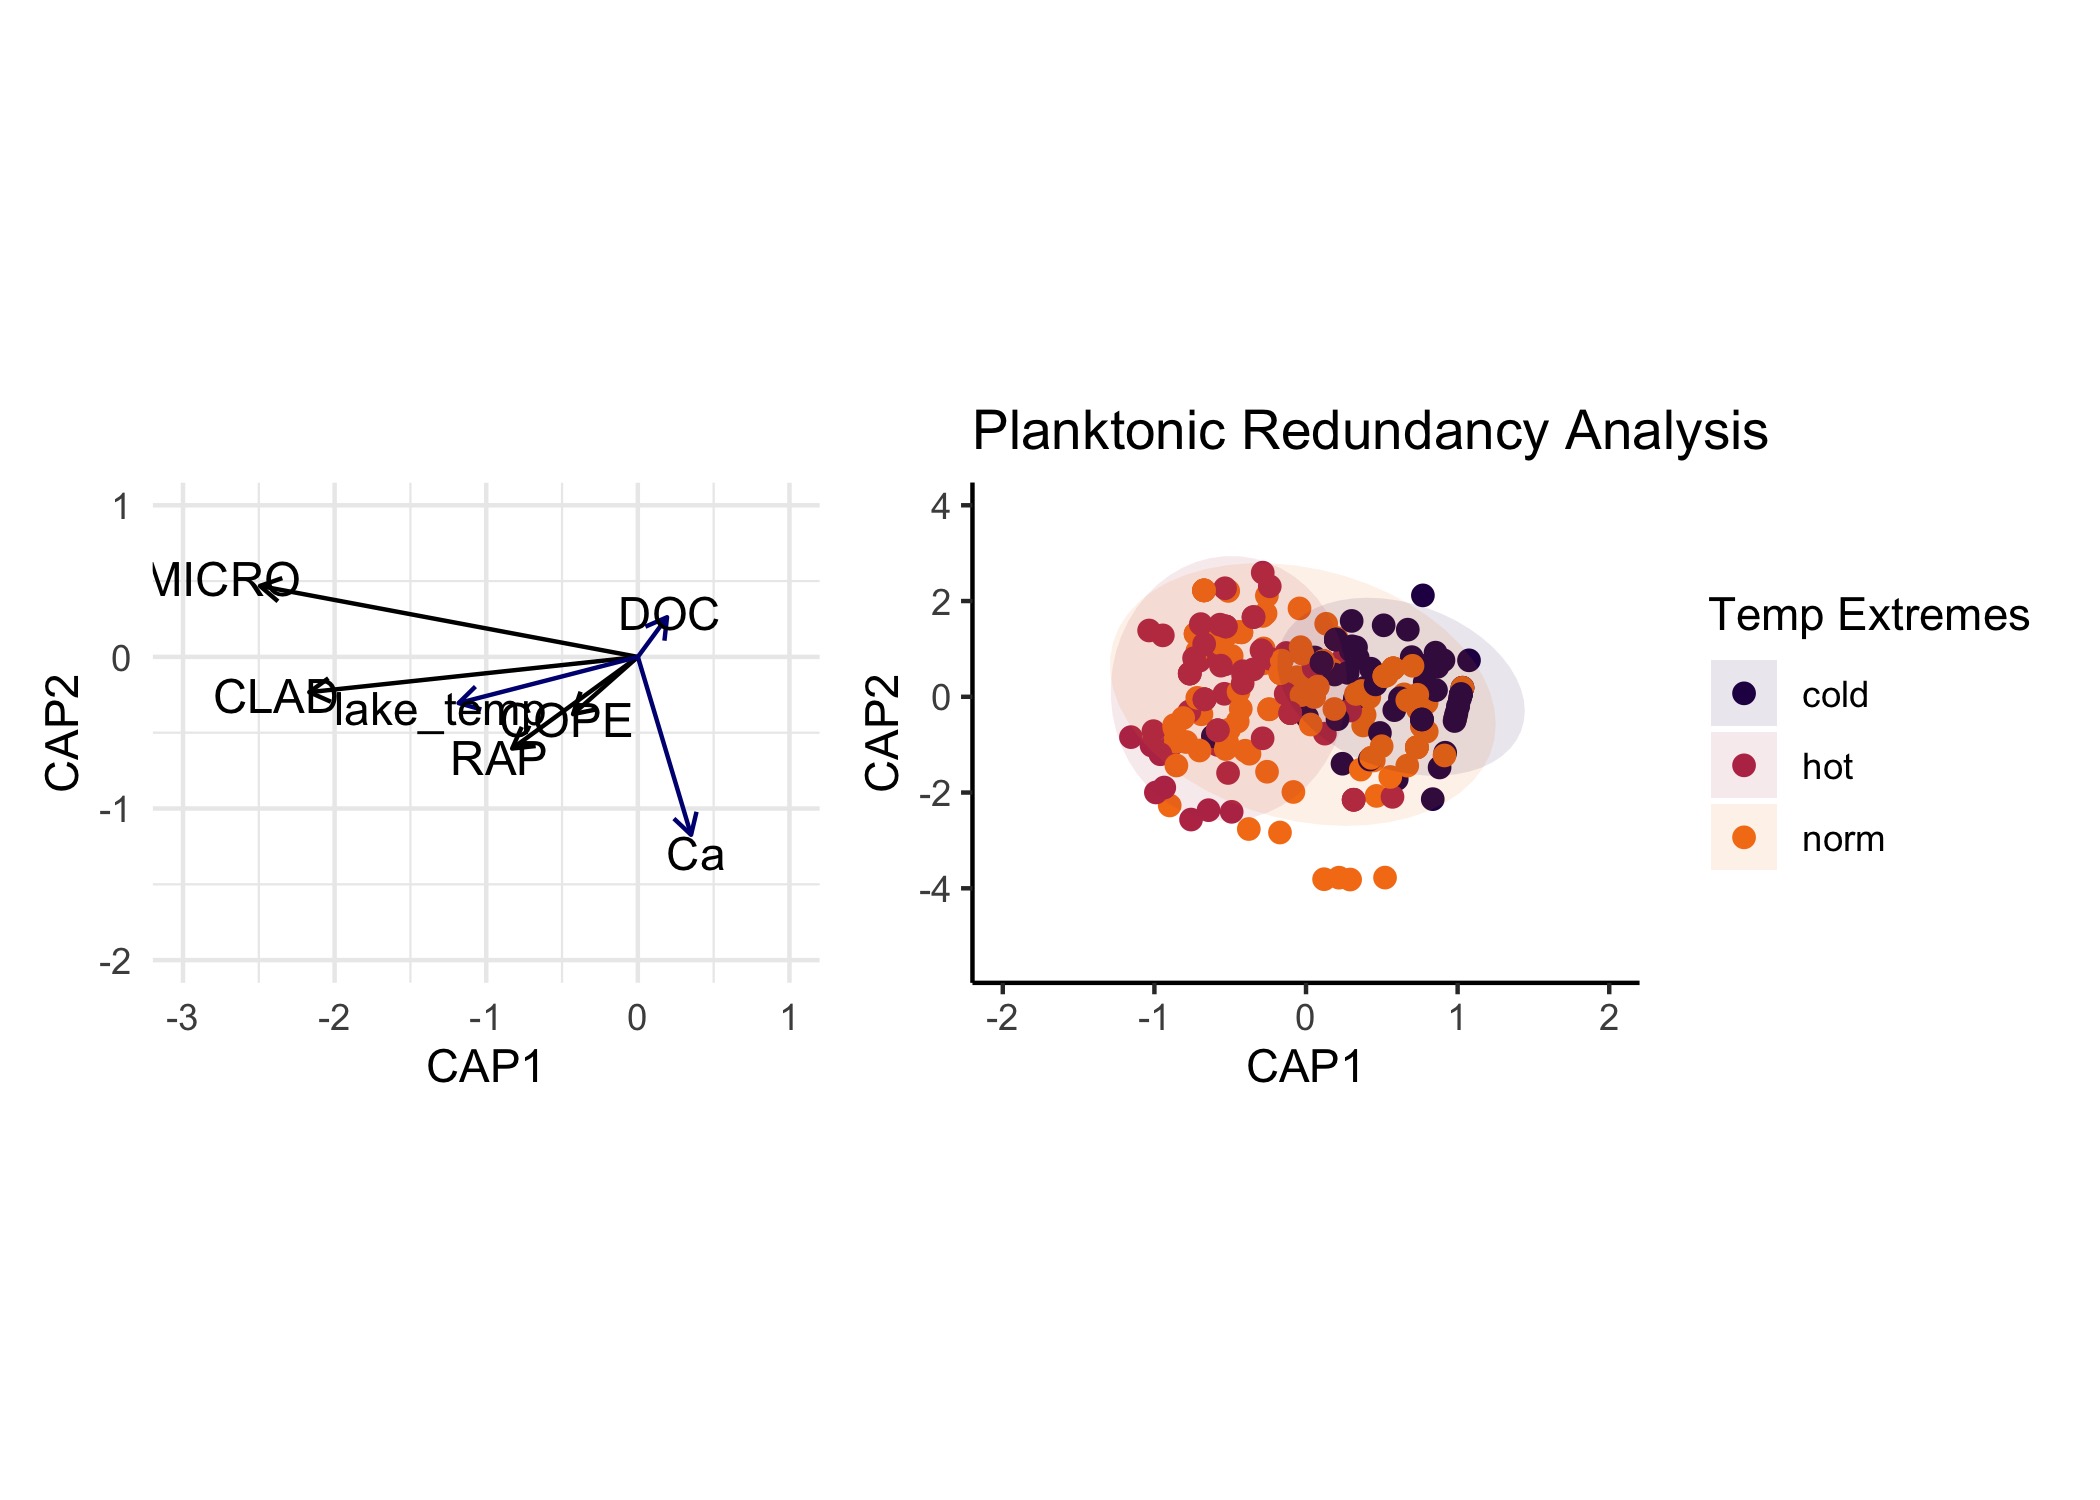 Planktonic Redundancy Analysis
CAP2
1
0
-1
-2
MICRO
DOC
CLAD
lake_temp
COPE
RAP
Ca
-3
-2
-1
0
1
CAP1
CAP2
4
2
0
-2
-4
-2
-1
0
1
2
CAP1
Temp Extremes
cold
hot
norm